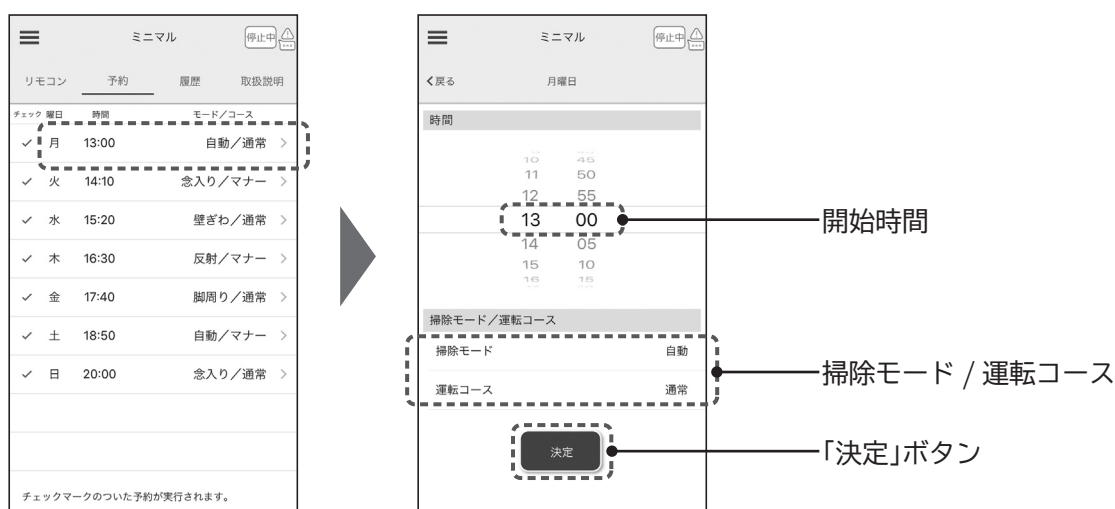 ミニマル 停止中
リモコン 予約 履歴 取扱説明
チェック 曜日 時間 モード／コース
月 13:00 自動／通常
火 14:10 念入り／マナー
水 15:20 壁ぎわ／通常
木 16:30 反射／マナー
金 17:40 脚周り／通常
土 18:50 自動／マナー
日 20:00 念入り／通常
チェックマークのついた予約が実行されます。
ミニマル 停止中
戻る 月曜日
時間
10 45
11 50
12 55
13 00
14 05
15 10
16 15
掃除モード／運転コース
掃除モード 自動
運転コース 通常
決定
開始時間
掃除モード / 運転コース
「決定」ボタン